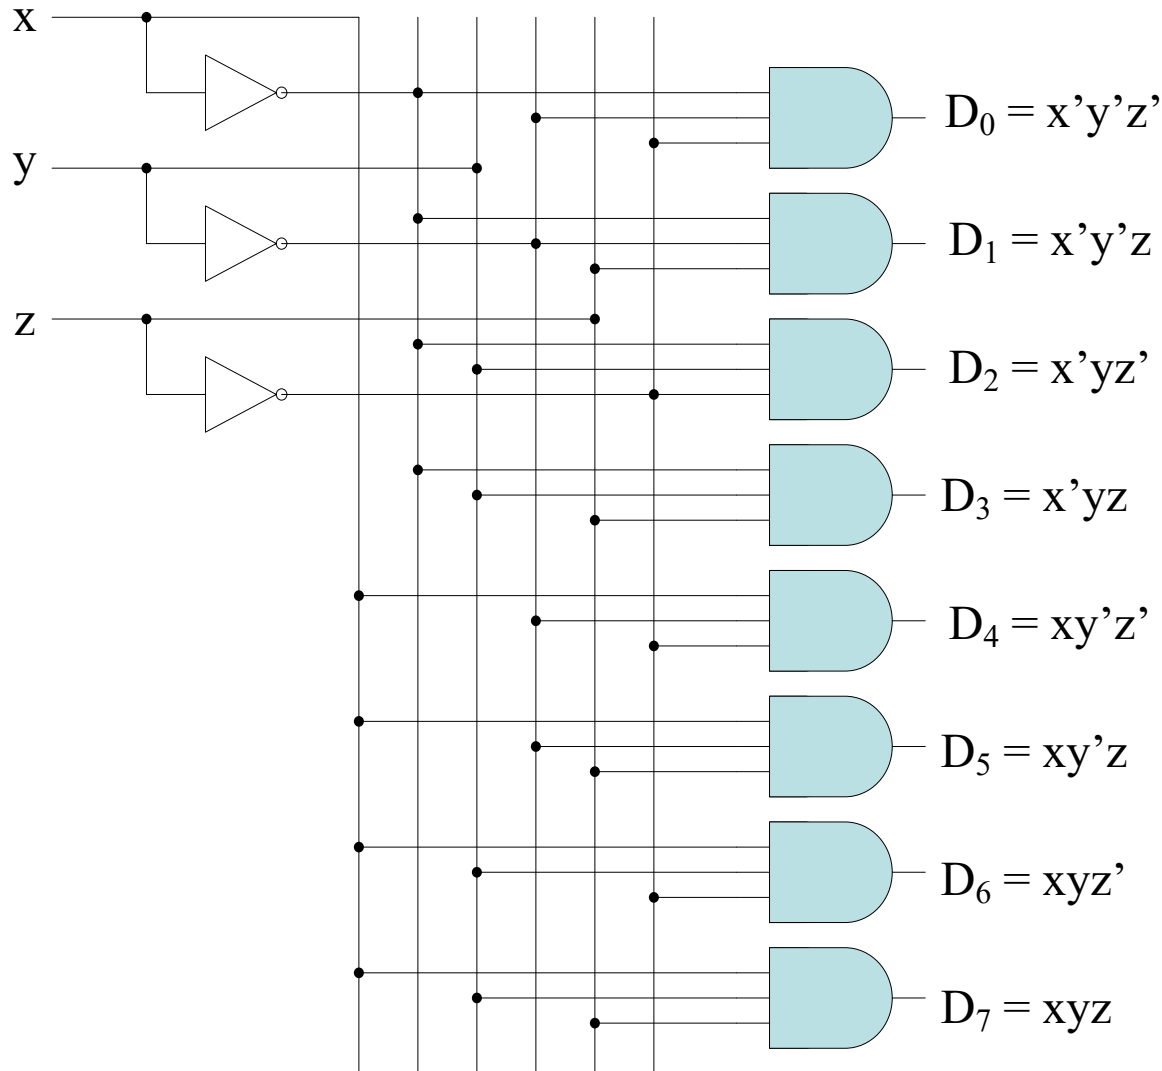 x
D₀ = x’y’z’
y
D₁ = x’y’z
z
D₂ = x’yz’
D₃ = x’yz
D₄ = xy’z’
D₅ = xy’z
D₆ = xyz’
D₇ = xyz